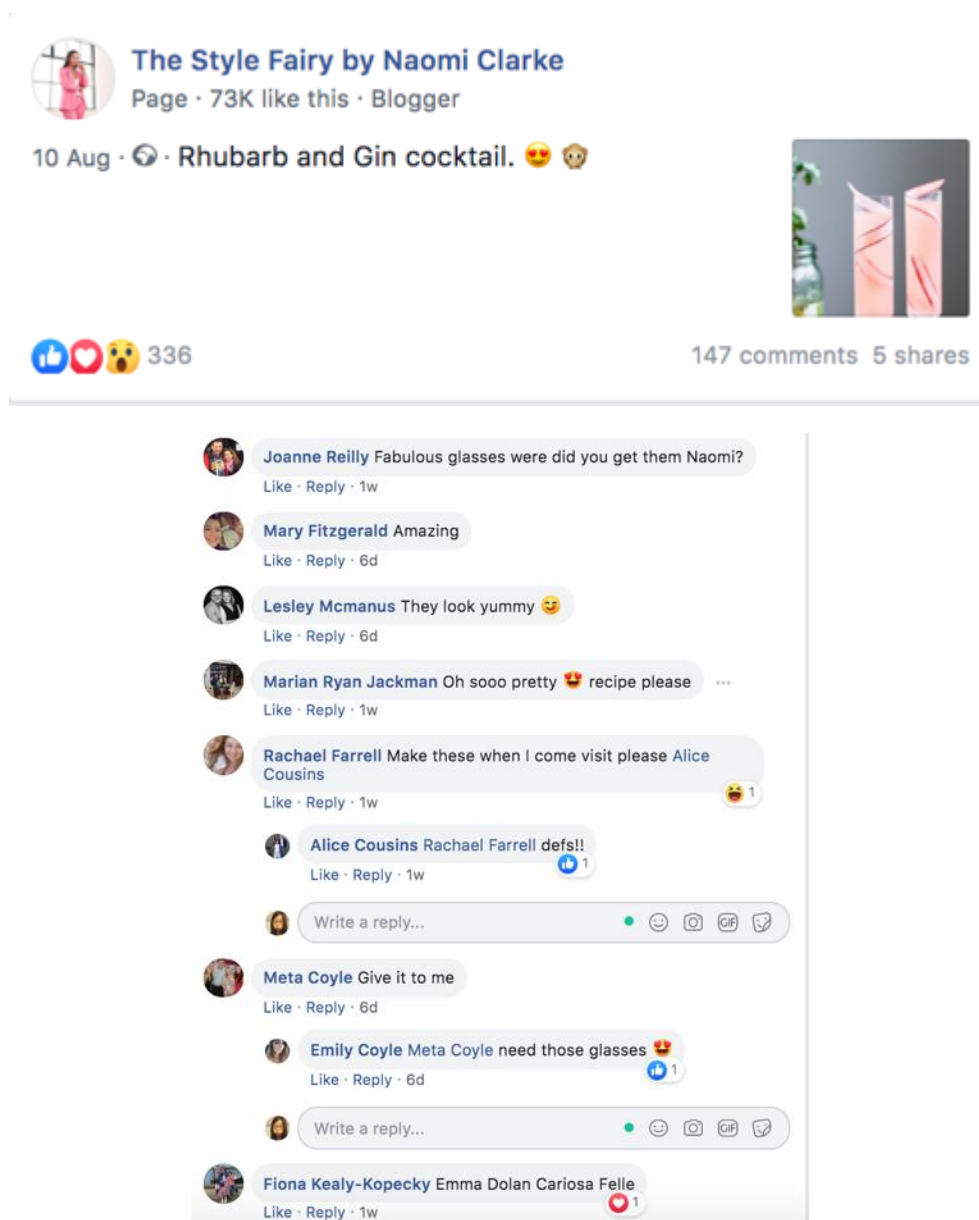 The Style Fairy by Naomi Clarke
Page · 73K like this · Blogger
10 Aug · Rhubarb and Gin cocktail. 😍 🐵
336
147 comments 5 shares
Joanne Reilly Fabulous glasses were did you get them Naomi?
Like · Reply · 1w
Mary Fitzgerald Amazing
Like · Reply · 6d
Lesley Mcmanus They look yummy 😋
Like · Reply · 6d
Marian Ryan Jackman Oh sooo pretty 😍 recipe please
Like · Reply · 1w
Rachael Farrell Make these when I come visit please Alice
Cousins
1
Like · Reply · 1w
Alice Cousins Rachael Farrell defs!!
1
Like · Reply · 1w
Write a reply...
GIF
Meta Coyle Give it to me
Like · Reply · 6d
Emily Coyle Meta Coyle need those glasses 😍
1
Like · Reply · 6d
Write a reply...
GIF
Fiona Kealy-Kopecky Emma Dolan Cariosa Felle
1
Like · Reply · 1w